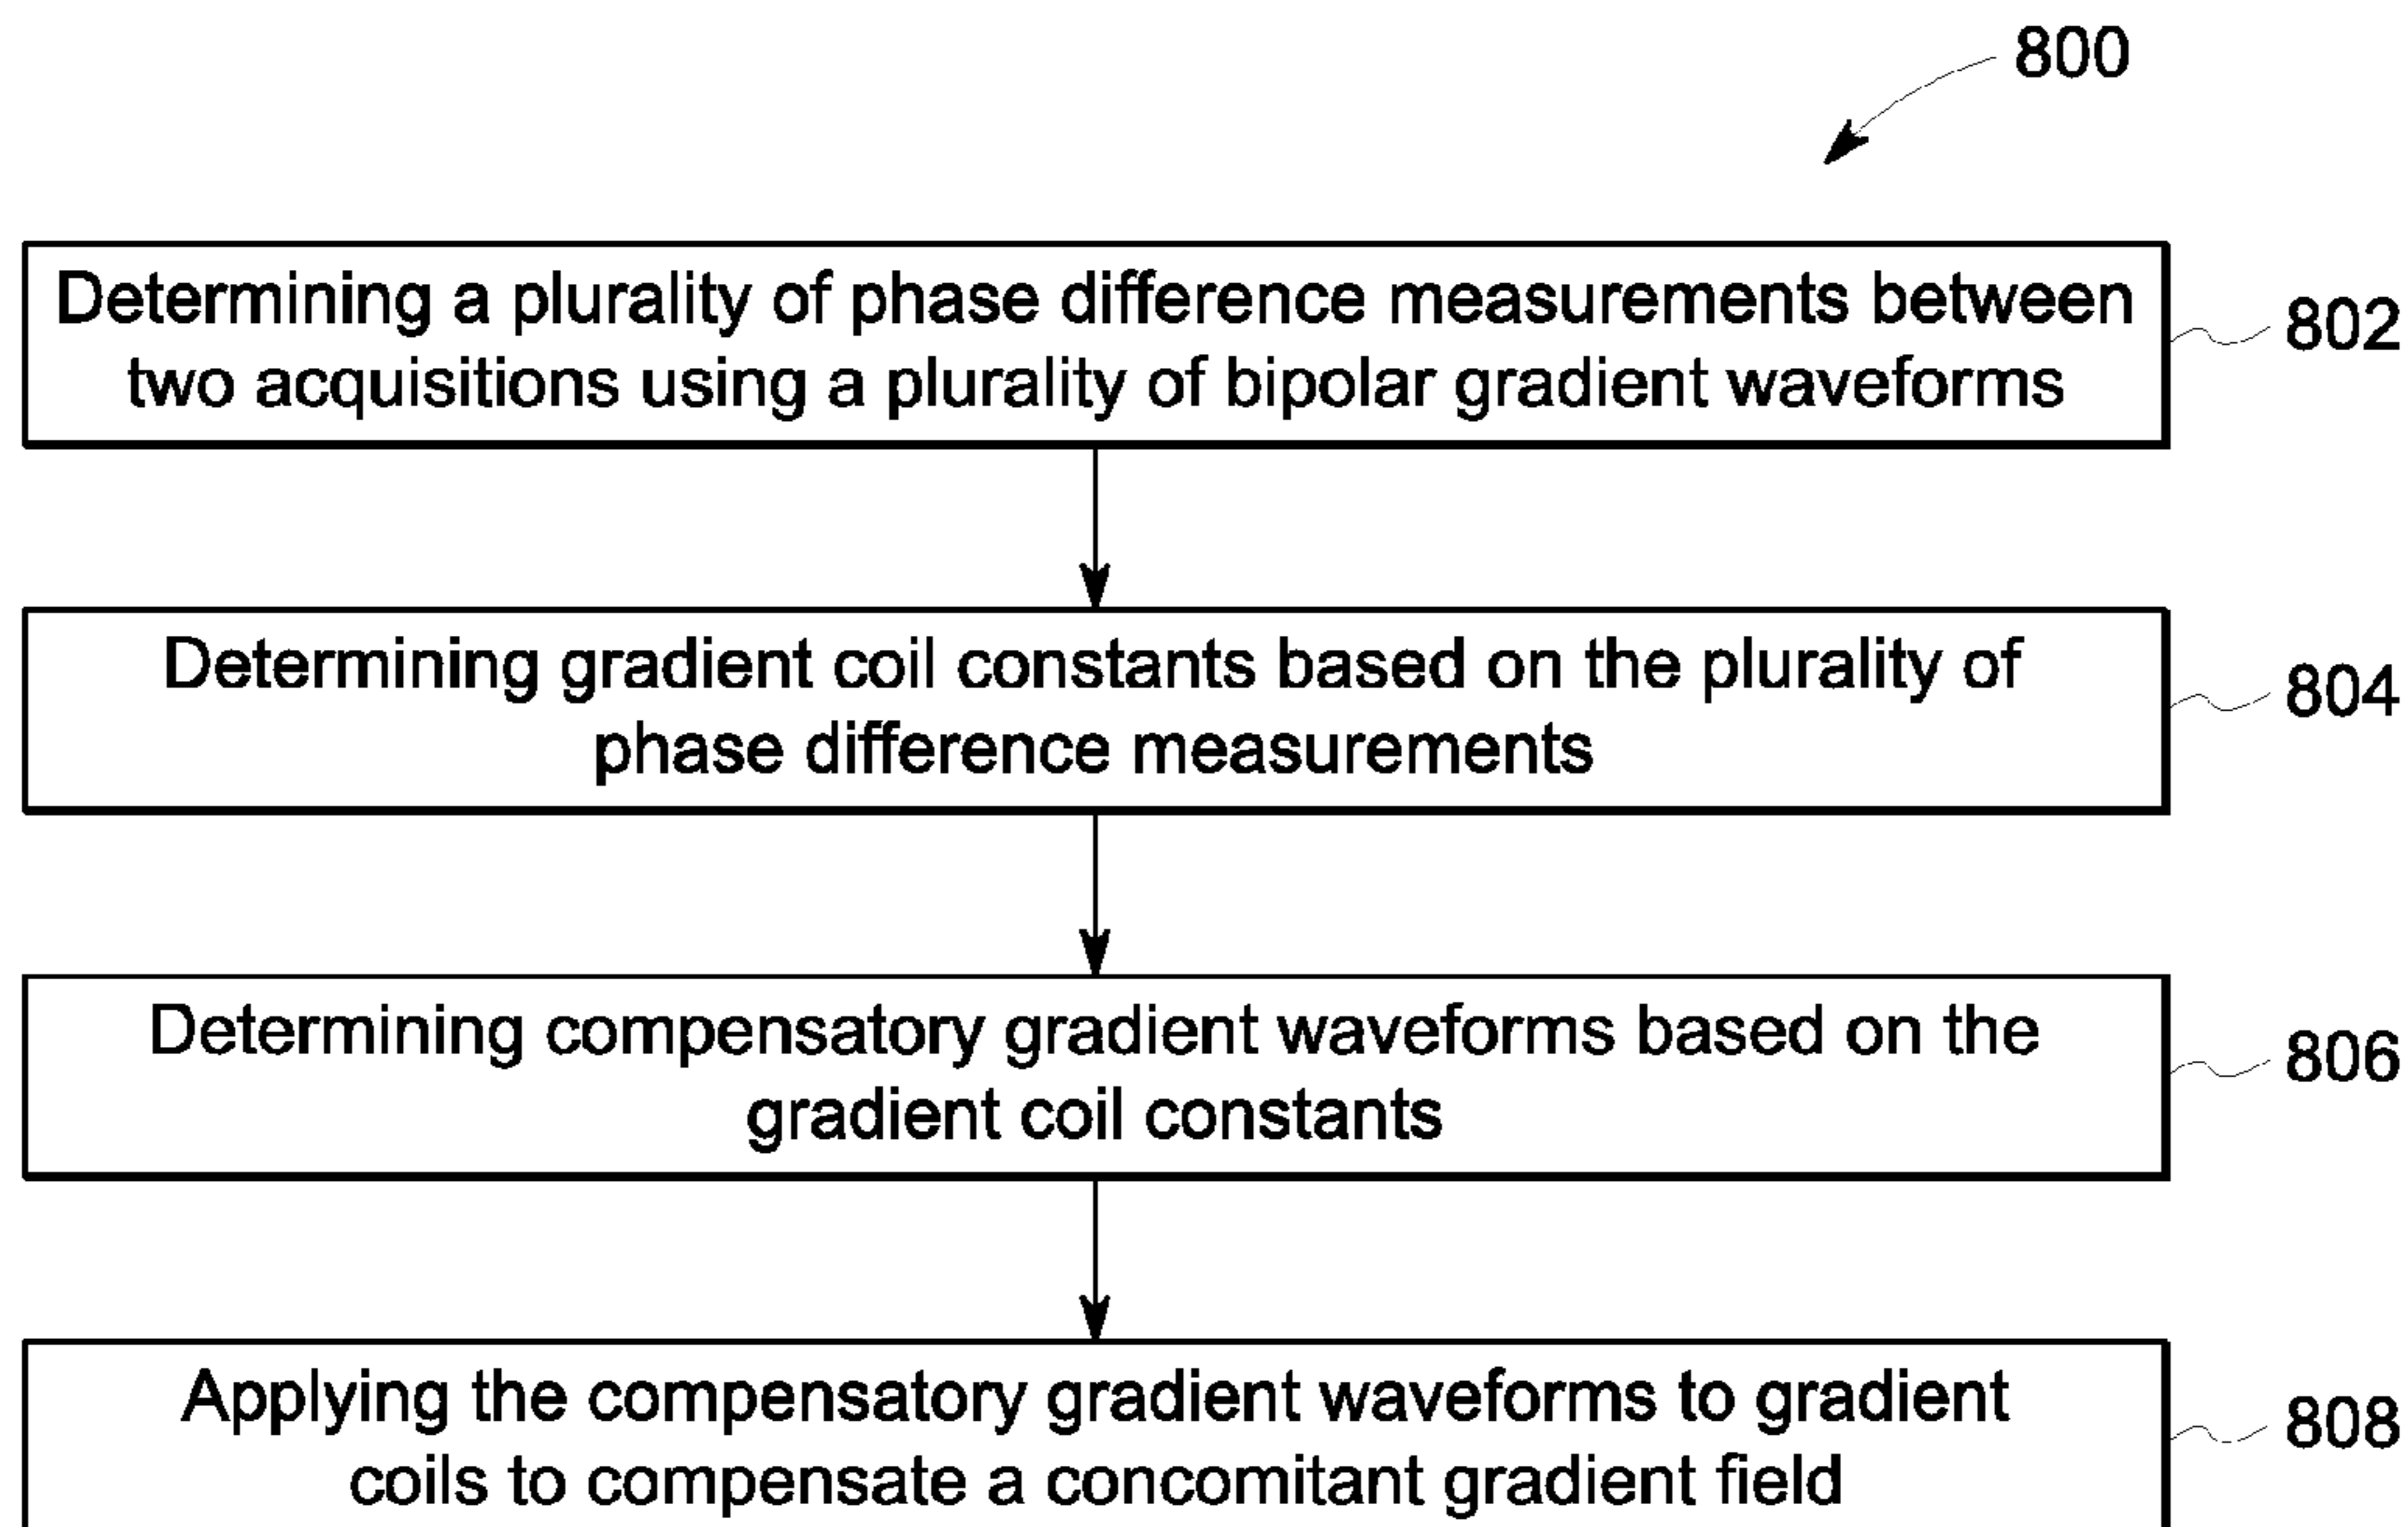 800
Determining a plurality of phase difference measurements between
two acquisitions using a plurality of bipolar gradient waveforms
802
Determining gradient coil constants based on the plurality of
phase difference measurements
804
Determining compensatory gradient waveforms based on the
gradient coil constants
806
Applying the compensatory gradient waveforms to gradient
coils to compensate a concomitant gradient field
808